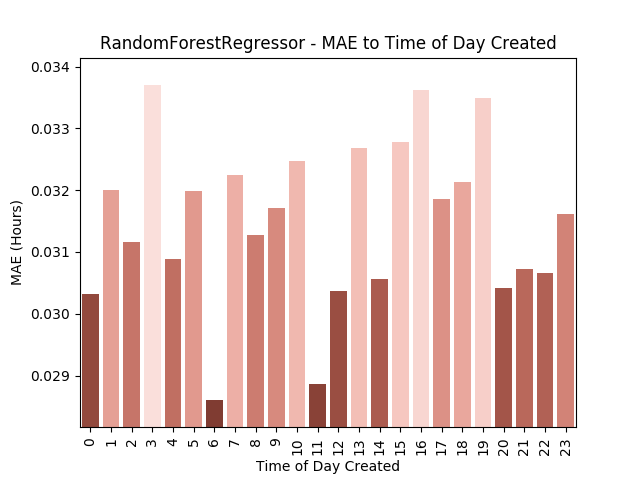 RandomForestRegressor - MAE to Time of Day Created
0.034
0.033
0.032
0.031
0.030
0.029
MAE (Hours)
0 1 2 3 4 5 6 7 8 9 10 11 12 13 14 15 16 17 18 19 20 21 22 23
Time of Day Created